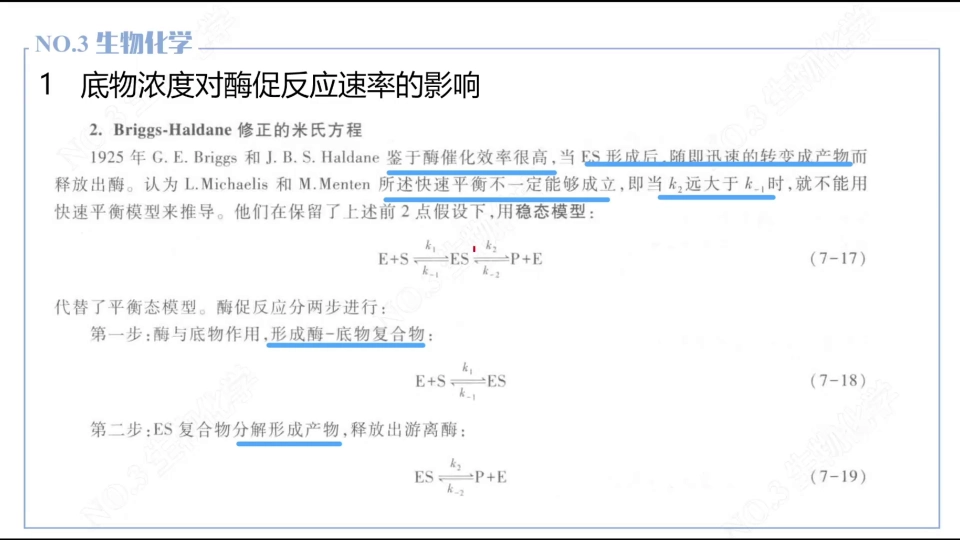 NO.3 生物化学
1 底物浓度对酶促反应速率的影响
2. Briggs-Haldane 修正的米氏方程
1925 年 G. E. Briggs 和 J. B. S. Haldane 鉴于酶催化效率很高,当 ES 形成后,随即迅速的转变成产物而
释放出酶。认为 L.Michaelis 和 M.Menten 所述快速平衡不一定能够成立,即当 k₂远大于 k₋₁时,就不能用
快速平衡模型来推导。他们在保留了上述前 2 点假设下,用稳态模型:
E+S ⇌ ES ⇌ P+E (7-17)
k₁ k₂
k₋₁ k₋₂
代替了平衡态模型。酶促反应分两步进行:
第一步:酶与底物作用,形成酶-底物复合物:
k₁
E+S ⇌ ES (7-18)
k₋₁
第二步:ES 复合物分解形成产物,释放出游离酶:
k₂
ES ⇌ P+E (7-19)
k₋₂